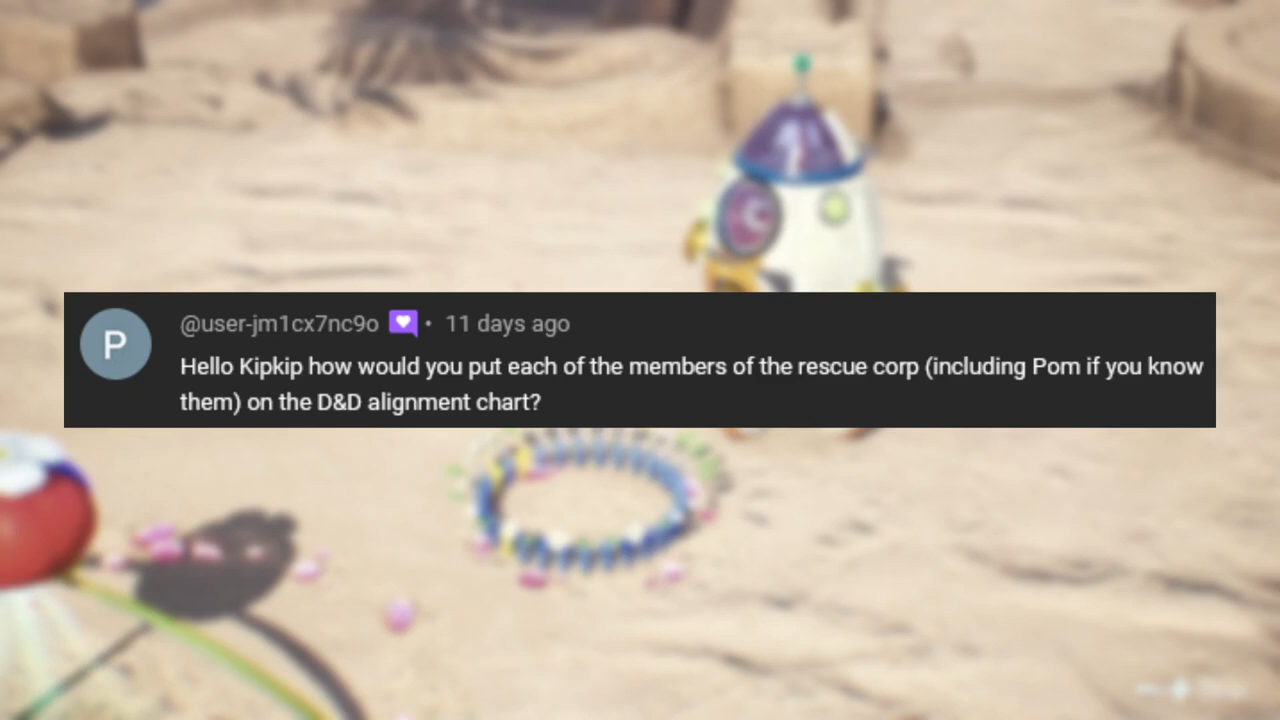 P
@user-jm1cx7nc9o • 11 days ago
Hello Kipkip how would you put each of the members of the rescue corp (including Pom if you know
them) on the D&D alignment chart?